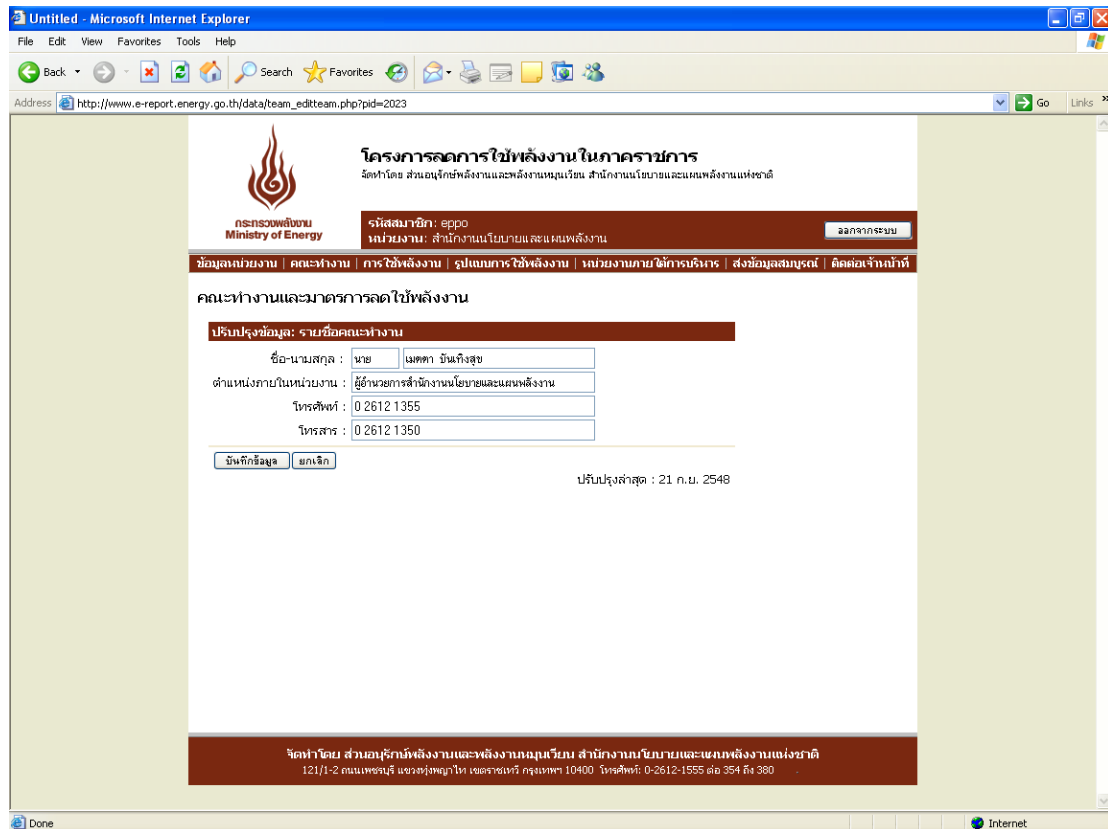 Untitled - Microsoft Internet Explorer
File Edit View Favorites Tools Help
Back Search Favorites
Address http://www.e-report.energy.go.th/data/team_editteam.php?pid=2023 Go Links »
โครงการลดการใช้พลังงานในภาคราชการ
จัดทำโดย ส่วนอนุรักษ์พลังงานและพลังงานหมุนเวียน สำนักงานนโยบายและแผนพลังงานแห่งชาติ
กระทรวงพลังงาน
Ministry of Energy
รหัสสมาชิก: eppo
หน่วยงาน: สำนักงานนโยบายและแผนพลังงาน
ออกจากระบบ
ข้อมูลหน่วยงาน | คณะทำงาน | การใช้พลังงาน | รูปแบบการใช้พลังงาน | หน่วยงานภายใต้การบริหาร | ส่งข้อมูลสมบูรณ์ | ติดต่อเจ้าหน้าที่
คณะทำงานและมาตรการลดใช้พลังงาน
ปรับปรุงข้อมูล: รายชื่อคณะทำงาน
ชื่อ-นามสกุล : นาย เมตตา บันเทิงสุข
ตำแหน่งภายในหน่วยงาน : ผู้อำนวยการสำนักงานนโยบายและแผนพลังงาน
โทรศัพท์ : 0 2612 1355
โทรสาร : 0 2612 1350
บันทึกข้อมูล ยกเลิก
ปรับปรุงล่าสุด : 21 ก.ย. 2548
จัดทำโดย ส่วนอนุรักษ์พลังงานและพลังงานหมุนเวียน สำนักงานนโยบายและแผนพลังงานแห่งชาติ
121/1-2 ถนนเพชรบุรี แขวงทุ่งพญาไท เขตราชเทวี กรุงเทพฯ 10400 โทรศัพท์: 0-2612-1555 ต่อ 354 ถึง 380
Done Internet